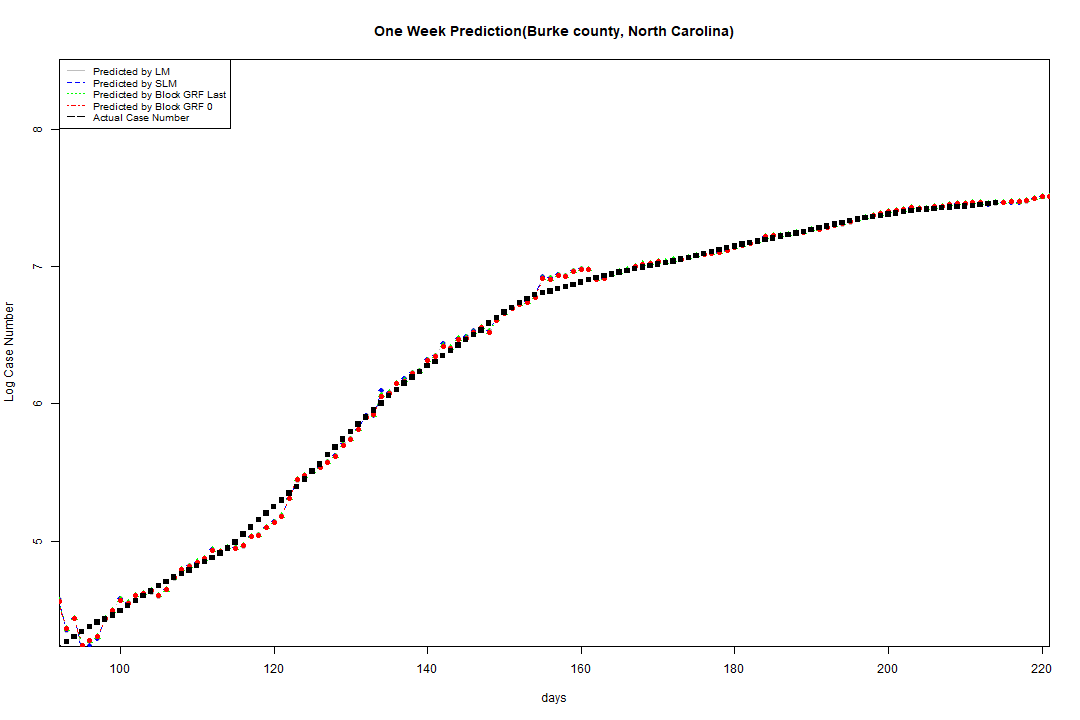 One Week Prediction(Burke county, North Carolina)
Predicted by LM
Predicted by SLM
Predicted by Block GRF Last
Predicted by Block GRF 0
Actual Case Number
8
7
6
5
Log Case Number
100 120 140 160 180 200 220
days